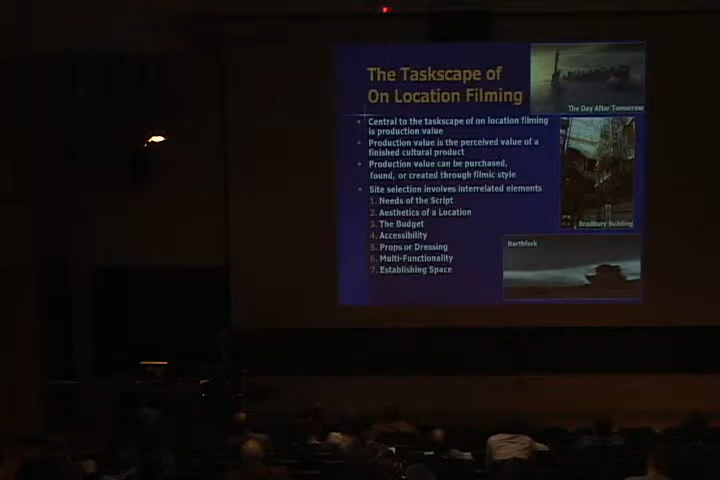 The Taskscape of
On Location Filming
The Day After Tomorrow
Central to the taskscape of on location filming
is production value
Production value is the perceived value of a
finished cultural product
Production value can be purchased,
found, or created through filmic style
Site selection involves interrelated elements
1. Needs of the Script
2. Aesthetics of a Location
3. The Budget
4. Accessibility
5. Props or Dressing
6. Multi-Functionality
7. Establishing Space
Bradbury Building
Northfork